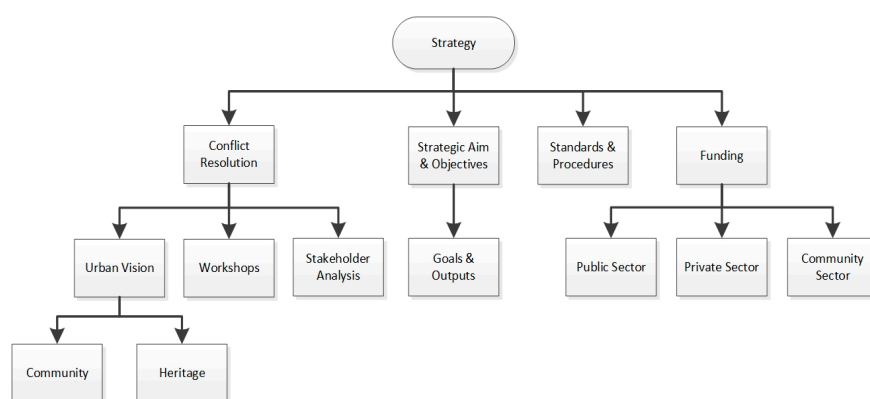 Strategy
Conflict
Resolution
Strategic Aim
& Objectives
Standards &
Procedures
Funding
Urban Vision
Workshops
Stakeholder
Analysis
Goals &
Outputs
Public Sector
Private Sector
Community
Sector
Community
Heritage